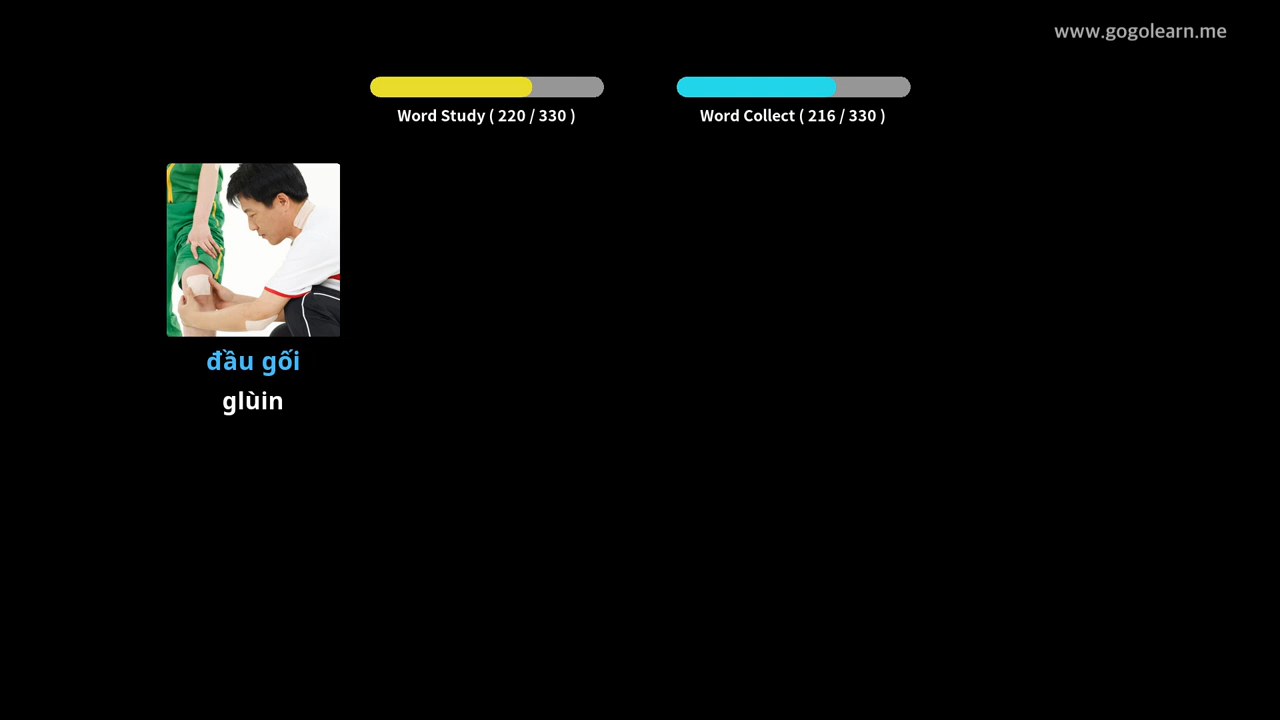 www.gogolearn.me
Word Study ( 220 / 330 )
Word Collect ( 216 / 330 )
đầu gối
glùin